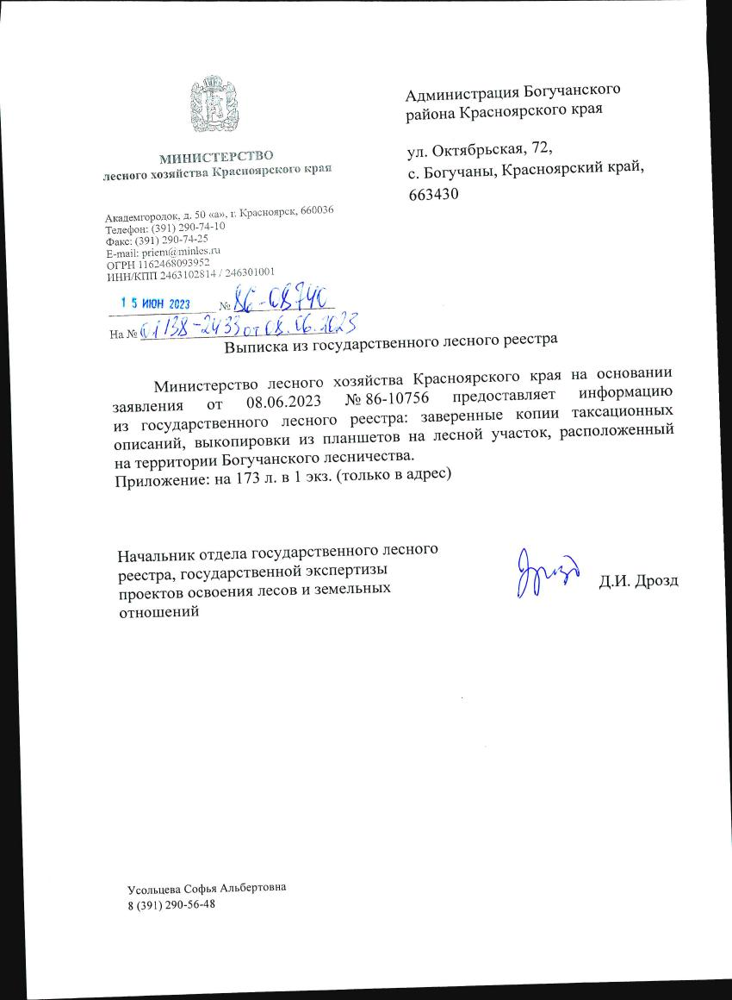 МИНИСТЕРСТВО
лесного хозяйства Красноярского края
Академгородок, д. 50 «а», г. Красноярск, 660036
Телефон: (391) 290-74-10
Факс: (391) 290-74-25
E-mail: priem@minles.ru
ОГРН 1162468093952
ИНН/КПП 2463102814 / 246301001
15 ИЮН 2023 № 86-08740
На № 01/138-2433 от 08.06.2023
Администрация Богучанского
района Красноярского края
ул. Октябрьская, 72,
с. Богучаны, Красноярский край,
663430
Выписка из государственного лесного реестра
Министерство лесного хозяйства Красноярского края на основании
заявления от 08.06.2023 № 86-10756 предоставляет информацию
из государственного лесного реестра: заверенные копии таксационных
описаний, выкопировки из планшетов на лесной участок, расположенный
на территории Богучанского лесничества.
Приложение: на 173 л. в 1 экз. (только в адрес)
Начальник отдела государственного лесного
реестра, государственной экспертизы
проектов освоения лесов и земельных
отношений
Дрозд
Д.И. Дрозд
Усольцева Софья Альбертовна
8 (391) 290-56-48